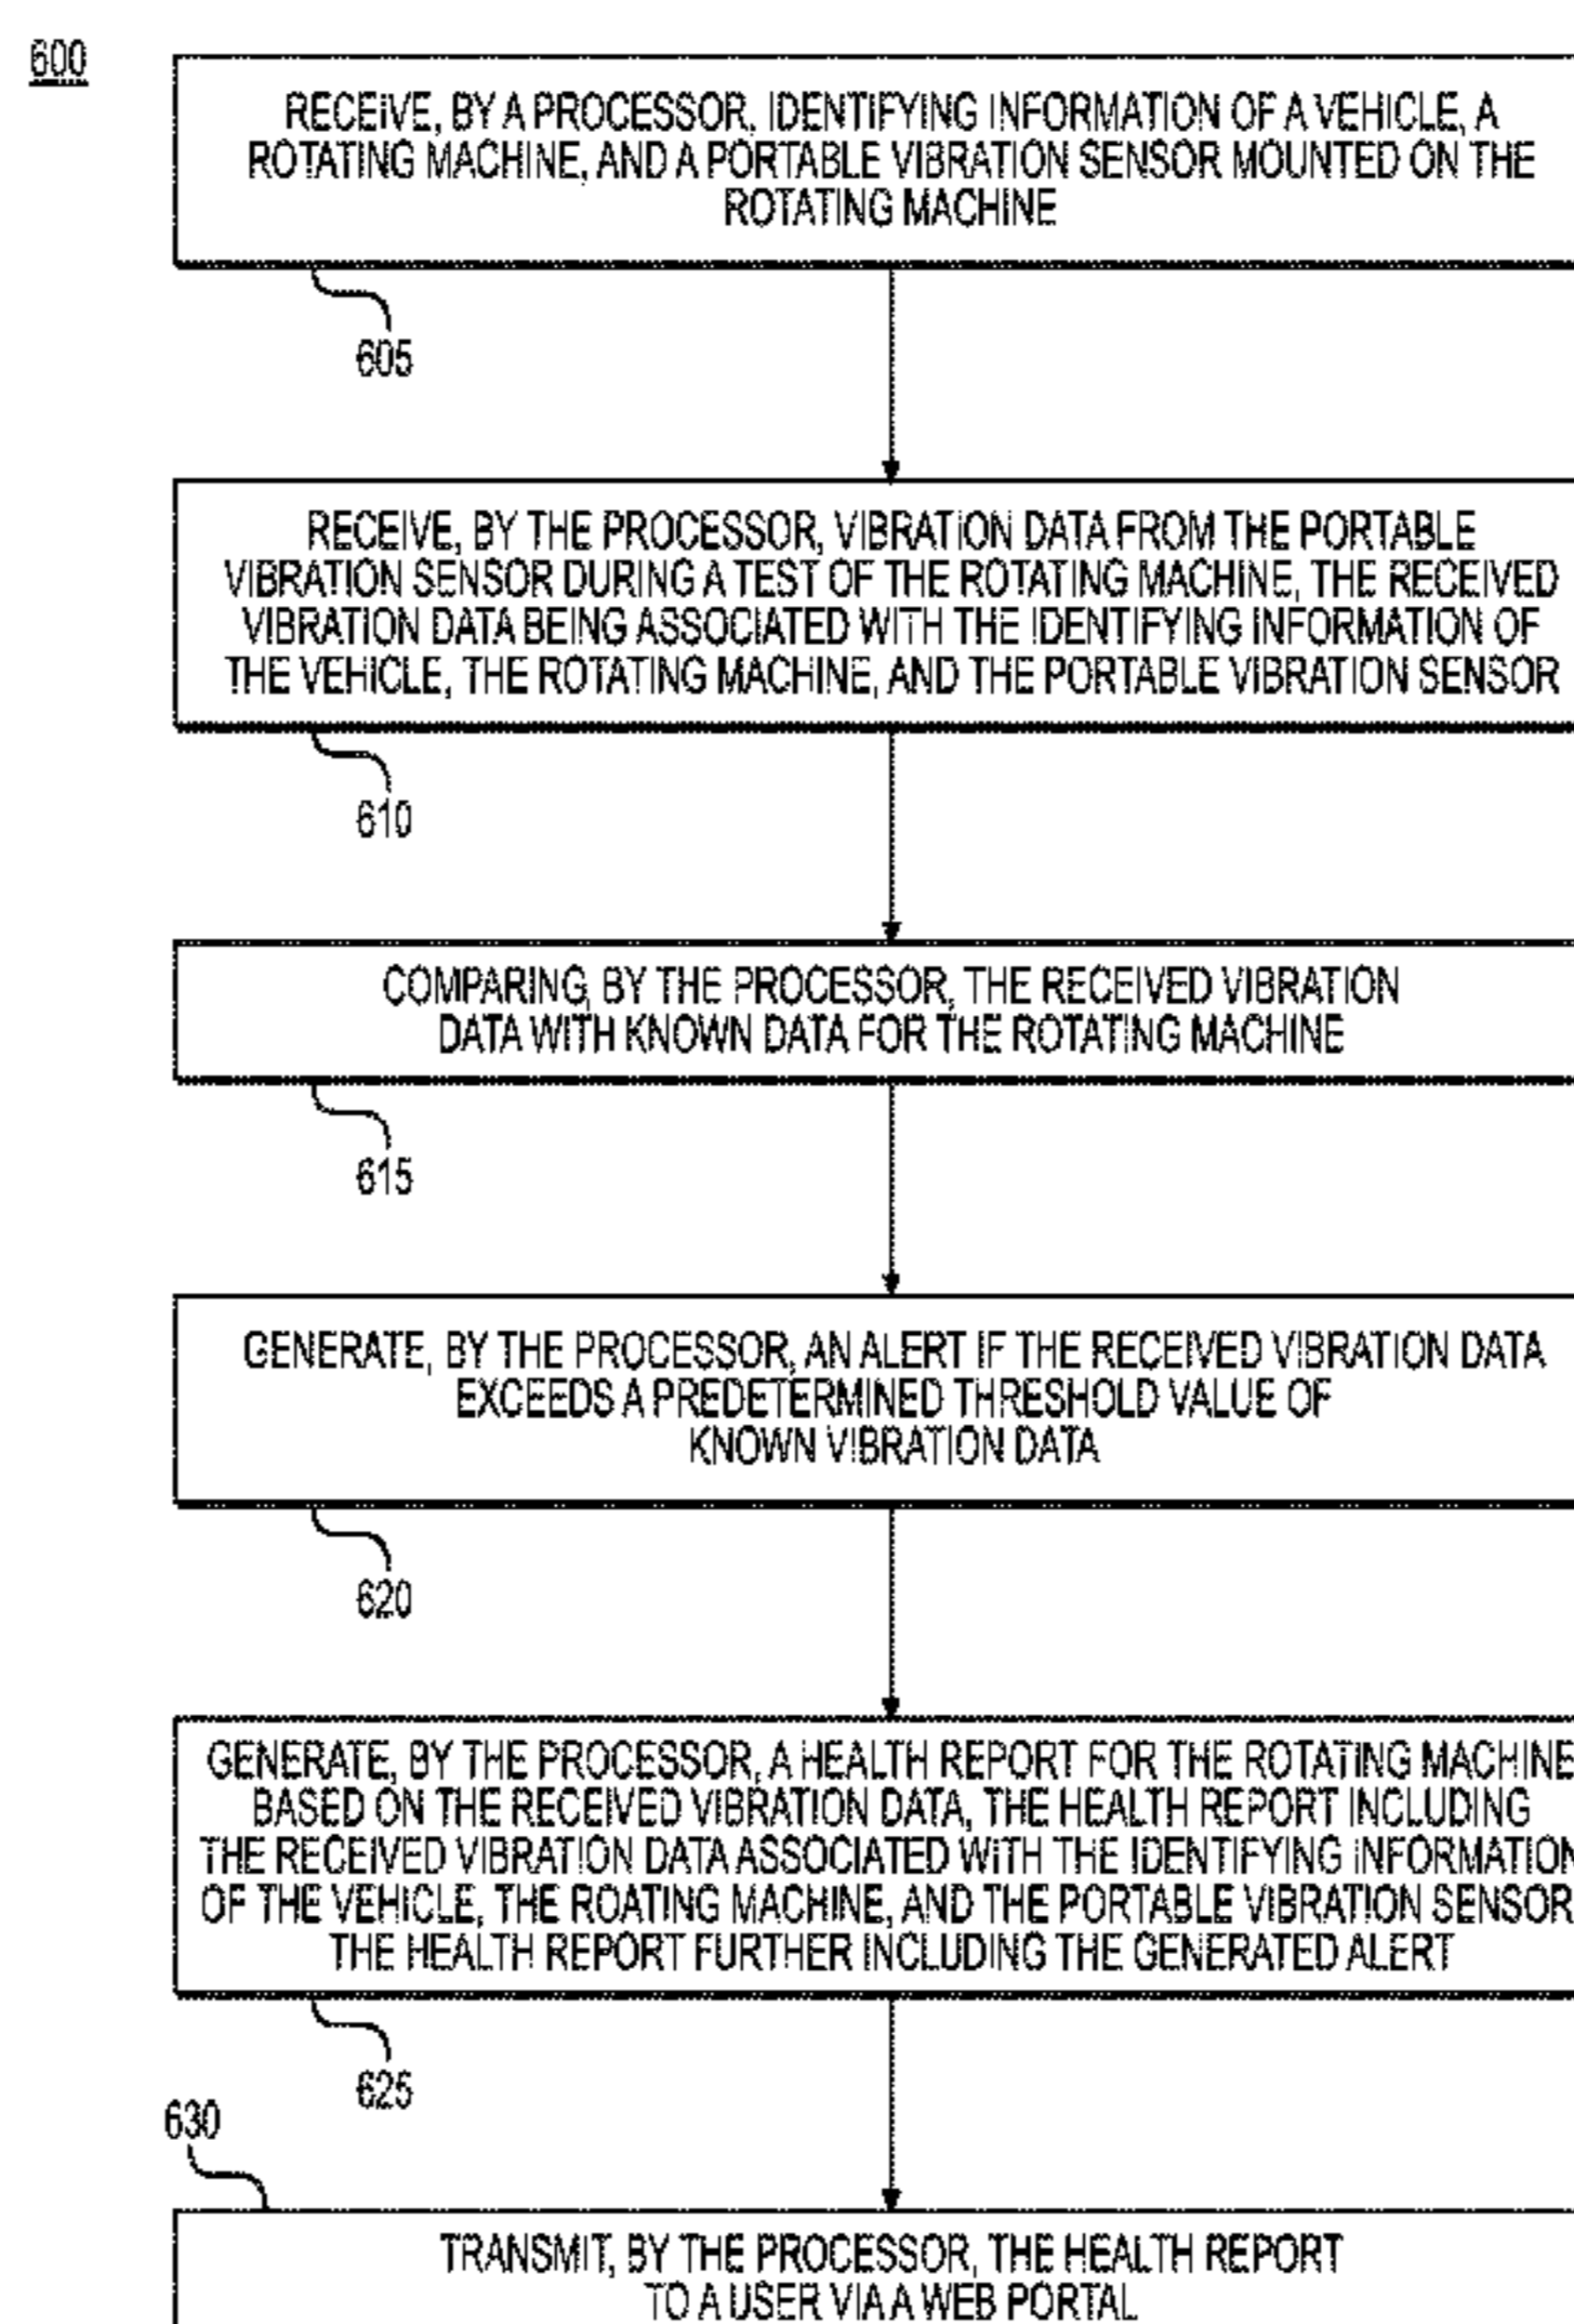 600
RECEIVE, BY A PROCESSOR, IDENTIFYING INFORMATION OF A VEHICLE, A
ROTATING MACHINE, AND A PORTABLE VIBRATION SENSOR MOUNTED ON THE
ROTATING MACHINE
605
RECEIVE, BY THE PROCESSOR, VIBRATION DATA FROM THE PORTABLE
VIBRATION SENSOR DURING A TEST OF THE ROTATING MACHINE, THE RECEIVED
VIBRATION DATA BEING ASSOCIATED WITH THE IDENTIFYING INFORMATION OF
THE VEHICLE, THE ROTATING MACHINE, AND THE PORTABLE VIBRATION SENSOR
610
COMPARING, BY THE PROCESSOR, THE RECEIVED VIBRATION
DATA WITH KNOWN DATA FOR THE ROTATING MACHINE
615
GENERATE, BY THE PROCESSOR, AN ALERT IF THE RECEIVED VIBRATION DATA
EXCEEDS A PREDETERMINED THRESHOLD VALUE OF
KNOWN VIBRATION DATA
620
GENERATE, BY THE PROCESSOR, A HEALTH REPORT FOR THE ROTATING MACHINE
BASED ON THE RECEIVED VIBRATION DATA, THE HEALTH REPORT INCLUDING
THE RECEIVED VIBRATION DATA ASSOCIATED WITH THE IDENTIFYING INFORMATION
OF THE VEHICLE, THE ROATING MACHINE, AND THE PORTABLE VIBRATION SENSOR
THE HEALTH REPORT FURTHER INCLUDING THE GENERATED ALERT
625
630
TRANSMIT, BY THE PROCESSOR, THE HEALTH REPORT
TO A USER VIA A WEB PORTAL